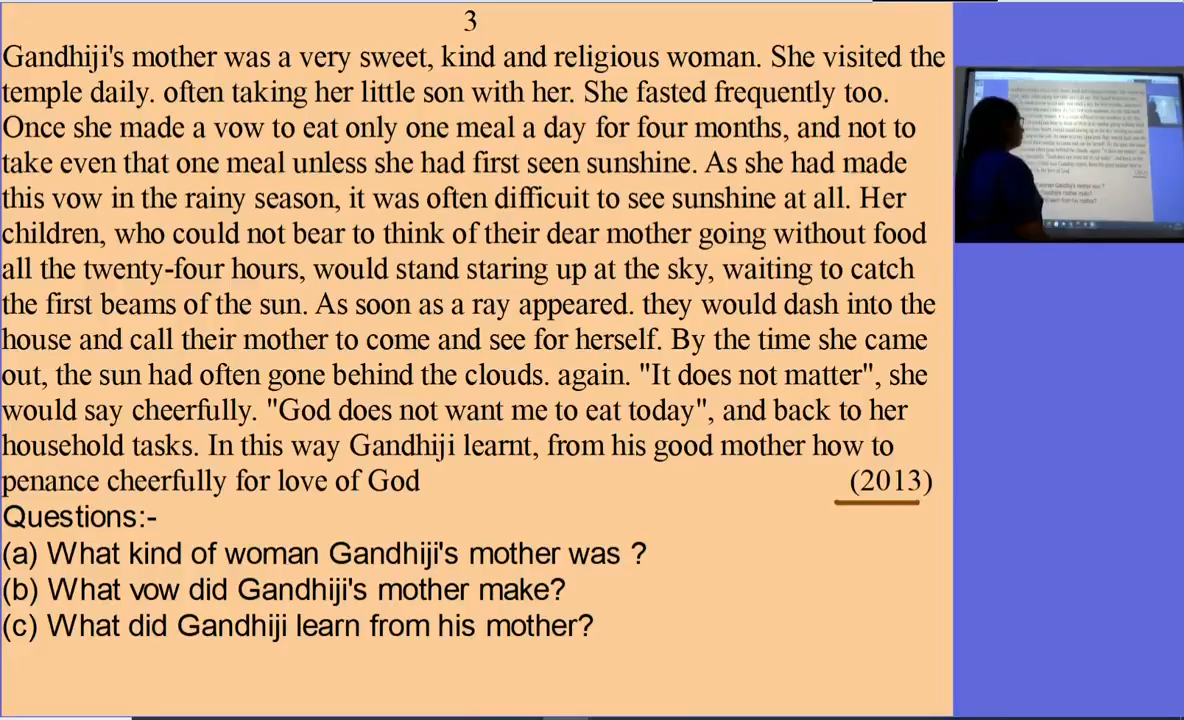 3
Gandhiji's mother was a very sweet, kind and religious woman. She visited the
temple daily. often taking her little son with her. She fasted frequently too.
Once she made a vow to eat only one meal a day for four months, and not to
take even that one meal unless she had first seen sunshine. As she had made
this vow in the rainy season, it was often difficuit to see sunshine at all. Her
children, who could not bear to think of their dear mother going without food
all the twenty-four hours, would stand staring up at the sky, waiting to catch
the first beams of the sun. As soon as a ray appeared. they would dash into the
house and call their mother to come and see for herself. By the time she came
out, the sun had often gone behind the clouds. again. "It does not matter", she
would say cheerfully. "God does not want me to eat today", and back to her
household tasks. In this way Gandhiji learnt, from his good mother how to
penance cheerfully for love of God (2013)
Questions:-
(a) What kind of woman Gandhiji's mother was ?
(b) What vow did Gandhiji's mother make?
(c) What did Gandhiji learn from his mother?